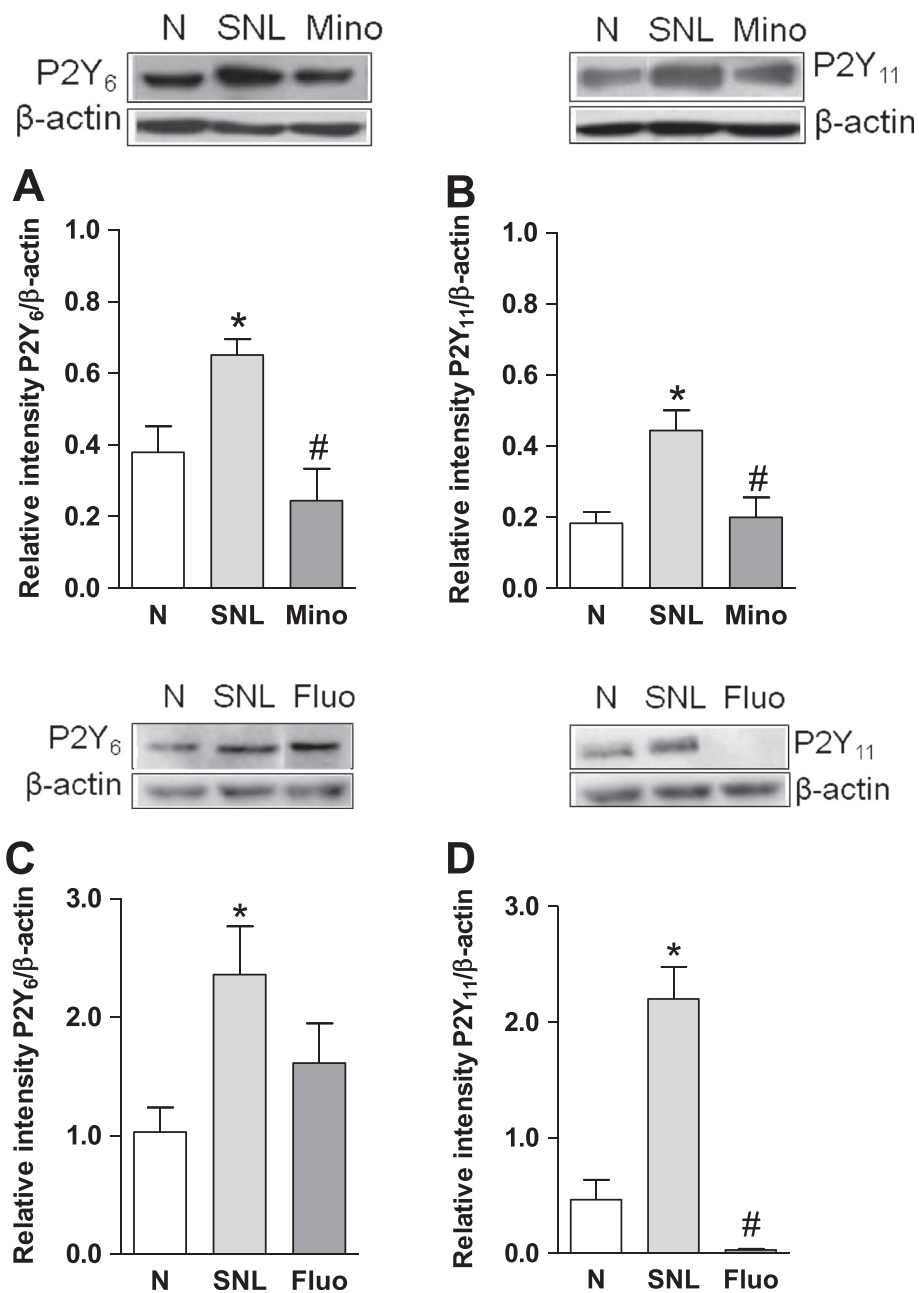 N SNL Mino
P2Y6
β-actin
N SNL Mino
P2Y11
β-actin
A
Relative intensity P2Y6/β-actin
1.0
0.8
0.6
0.4
0.2
0.0
*
#
N SNL Mino
B
Relative intensity P2Y11/β-actin
1.0
0.8
0.6
0.4
0.2
0.0
*
#
N SNL Mino
N SNL Fluo
P2Y6
β-actin
N SNL Fluo
P2Y11
β-actin
C
Relative intensity P2Y6/β-actin
3.0
2.0
1.0
0.0
*
N SNL Fluo
D
Relative intensity P2Y11/β-actin
3.0
2.0
1.0
0.0
*
#
N SNL Fluo